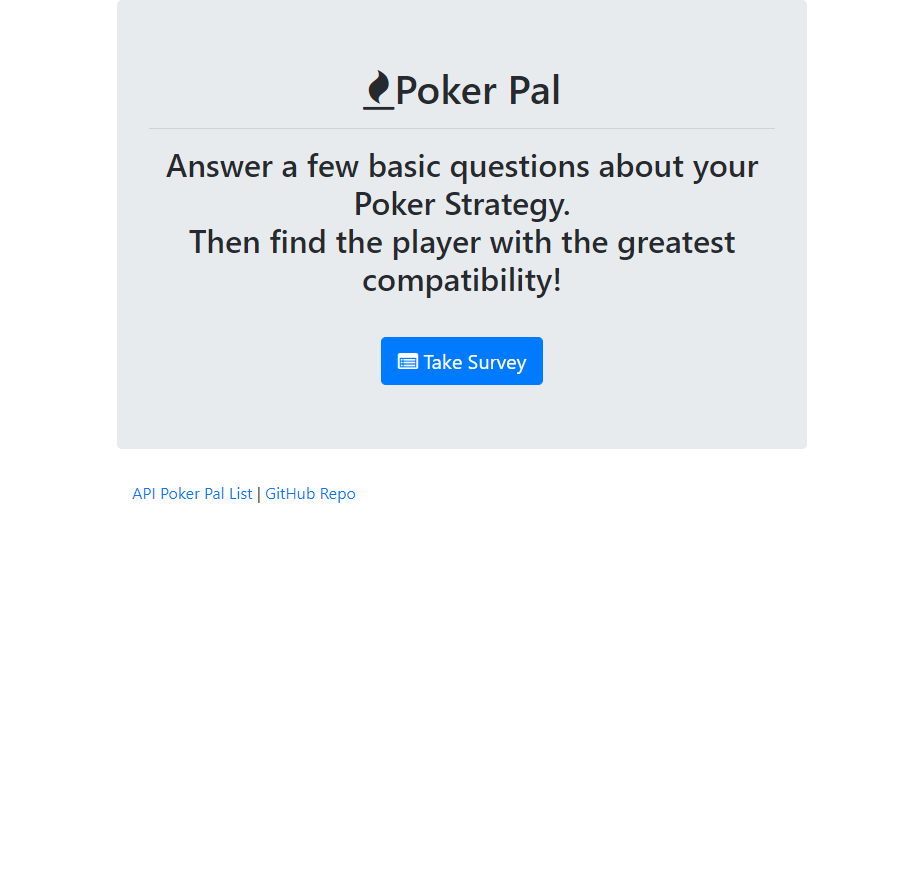 Poker Pal
Answer a few basic questions about your
Poker Strategy.
Then find the player with the greatest
compatibility!
Take Survey
API Poker Pal List | GitHub Repo